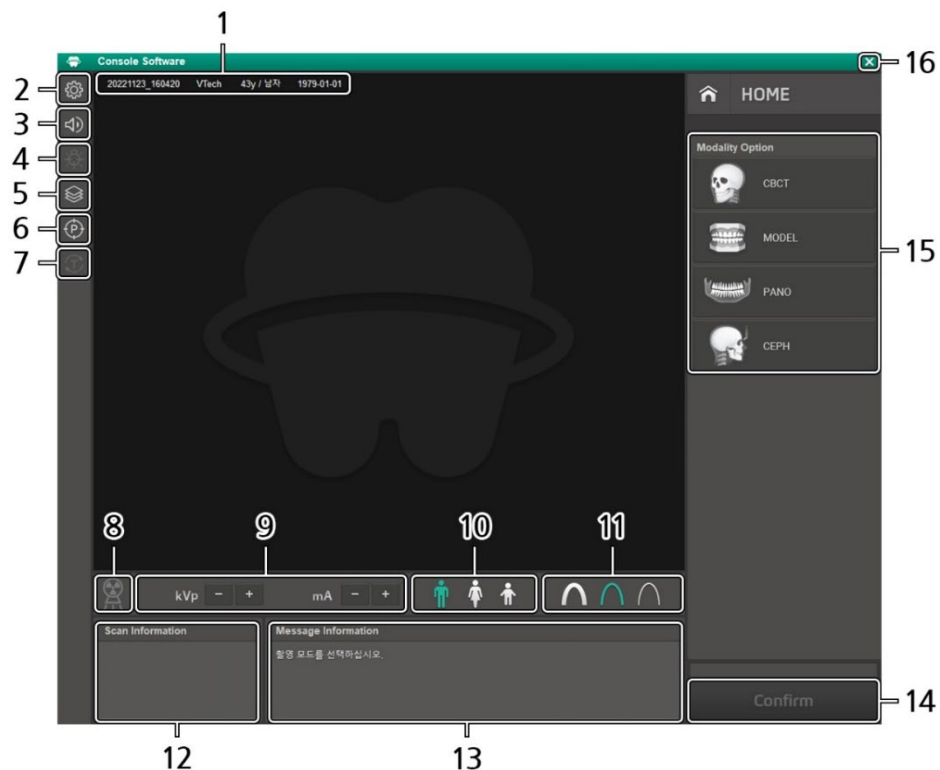 1
Console Software
16
20221123_160420 VTech 43y / 남자 1979-01-01
2
3
4
5
6
7
HOME
Modality Option
CBCT
MODEL
PANO
CEPH
15
8
9
10
11
kVp - + mA - +
Scan Information
Message Information
촬영 모드를 선택하십시오.
Confirm
14
12
13